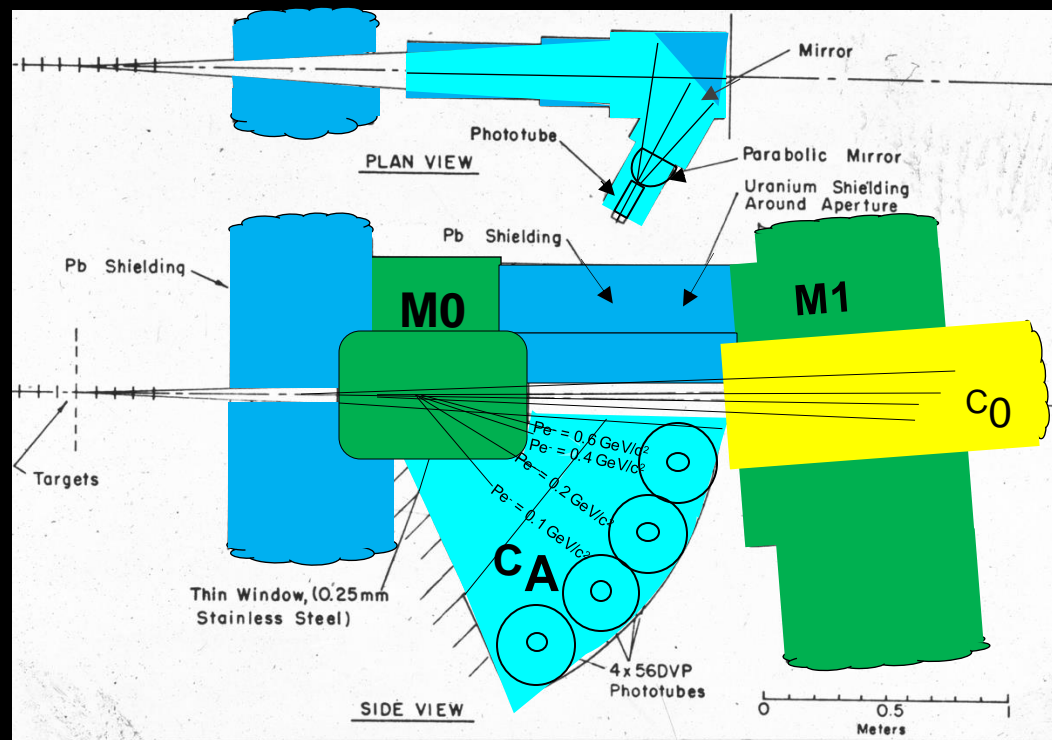 Mirror
Phototube
PLAN VIEW
Parabolic Mirror
Uranium Shielding
Around Aperture
Pb Shielding
Pb Shielding
M0
M1
C0
Targets
Pe⁻ = 0.6 GeV/c²
Pe⁻ = 0.4 GeV/c²
Pe⁻ = 0.2 GeV/c²
Pe⁻ = 0.1 GeV/c²
CA
Thin Window, (0.25mm
Stainless Steel)
4x56DVP
Phototubes
SIDE VIEW
0 0.5 1
Meters